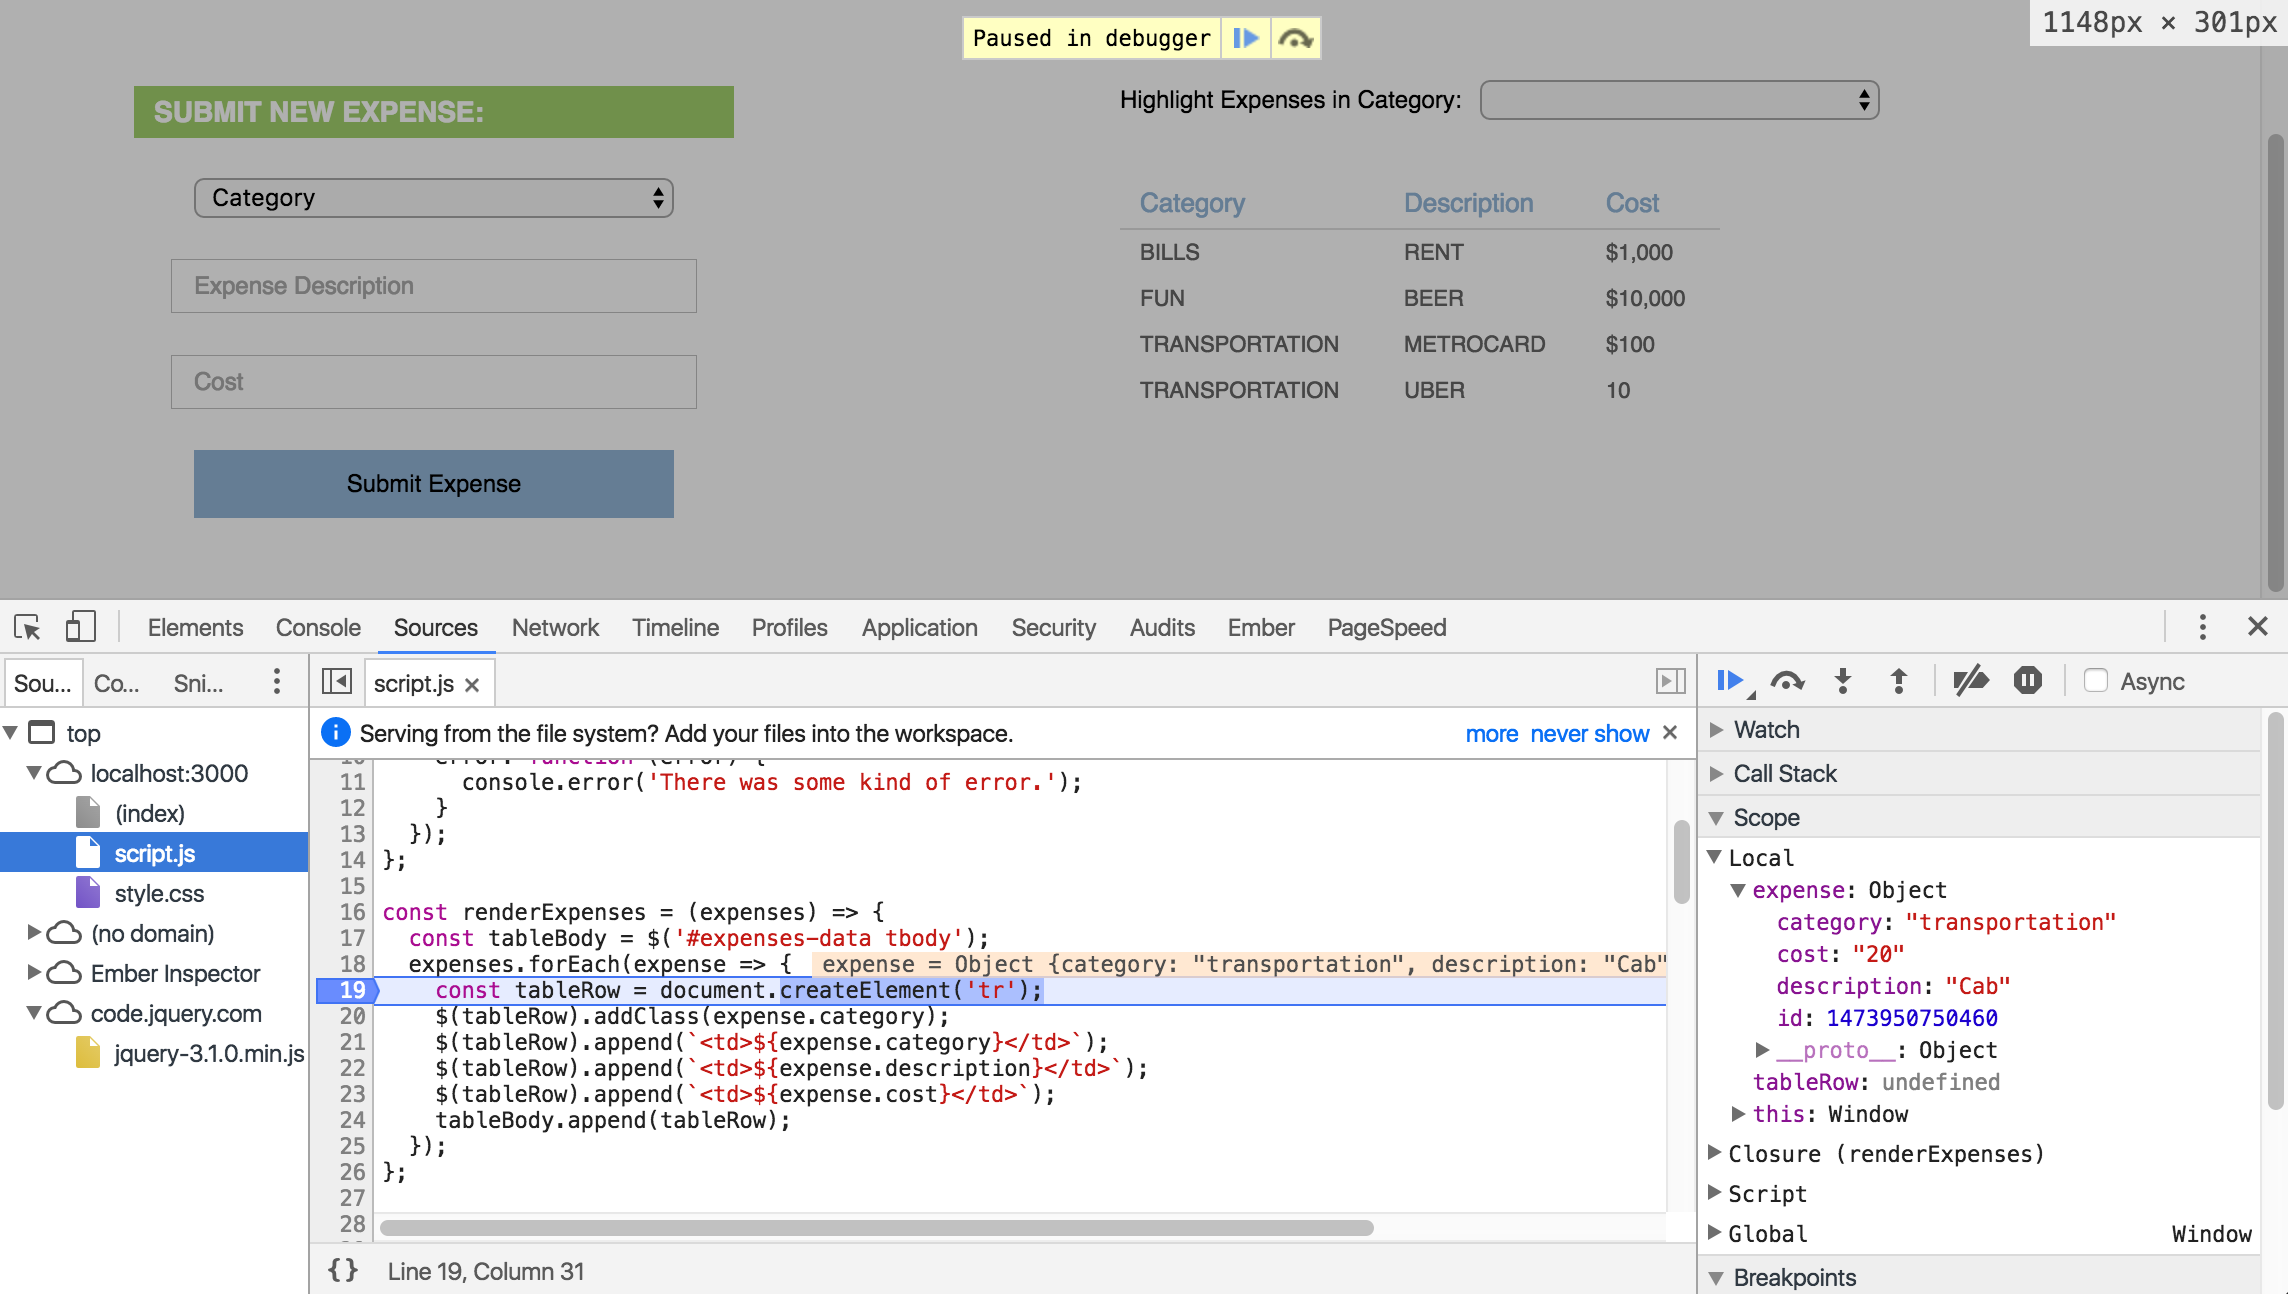 Paused in debugger
1148px × 301px
SUBMIT NEW EXPENSE:
Category
Expense Description
Cost
Submit Expense
Highlight Expenses in Category:
Category Description Cost
BILLS RENT $1,000
FUN BEER $10,000
TRANSPORTATION METROCARD $100
TRANSPORTATION UBER 10
Elements Console Sources Network Timeline Profiles Application Security Audits Ember PageSpeed
Sou... Co... Sni...
top
localhost:3000
(index)
script.js
style.css
(no domain)
Ember Inspector
code.jquery.com
jquery-3.1.0.min.js
script.js
Serving from the file system? Add your files into the workspace. more never show
10 error: function (error) {
11 console.error('There was some kind of error.');
12 }
13 });
14 };
15
16 const renderExpenses = (expenses) => {
17 const tableBody = $('#expenses-data tbody');
18 expenses.forEach(expense => { expense = Object {category: "transportation", description: "Cab"
19 const tableRow = document.createElement('tr');
20 $(tableRow).addClass(expense.category);
21 $(tableRow).append(`<td>${expense.category}</td>`);
22 $(tableRow).append(`<td>${expense.description}</td>`);
23 $(tableRow).append(`<td>${expense.cost}</td>`);
24 tableBody.append(tableRow);
25 });
26 };
27
28
{} Line 19, Column 31
Async
Watch
Call Stack
Scope
Local
expense: Object
category: "transportation"
cost: "20"
description: "Cab"
id: 1473950750460
__proto__: Object
tableRow: undefined
this: Window
Closure (renderExpenses)
Script
Global Window
Breakpoints